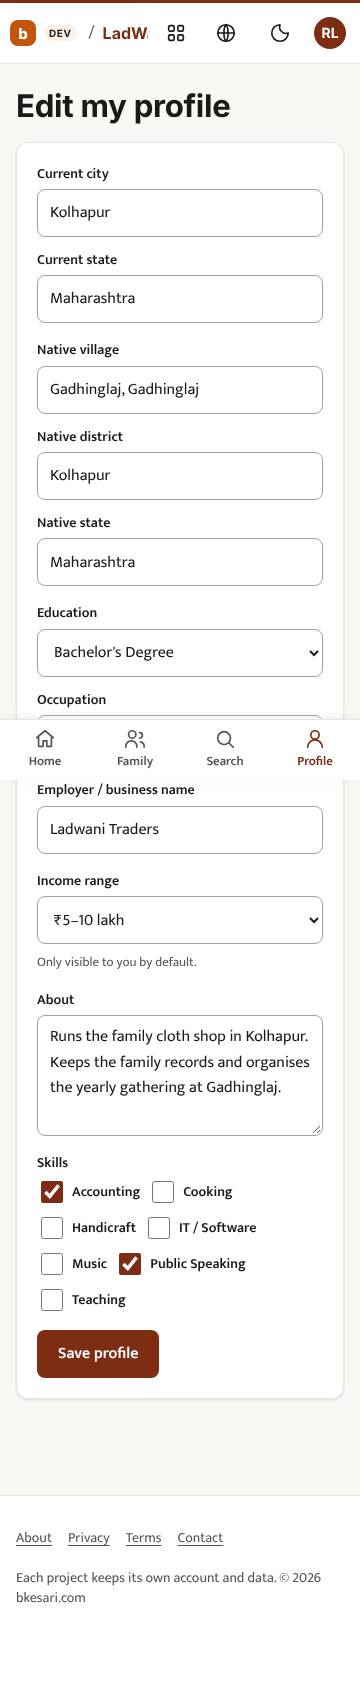 b DEV / LadWa RL
Edit my profile
Current city
Kolhapur
Current state
Maharashtra
Native village
Gadhinglaj, Gadhinglaj
Native district
Kolhapur
Native state
Maharashtra
Education
Bachelor's Degree
Occupation
Home Family Search Profile
Employer / business name
Ladwani Traders
Income range
₹5–10 lakh
Only visible to you by default.
About
Runs the family cloth shop in Kolhapur.
Keeps the family records and organises
the yearly gathering at Gadhinglaj.
Skills
Accounting Cooking
Handicraft IT / Software
Music Public Speaking
Teaching
Save profile
About Privacy Terms Contact
Each project keeps its own account and data. © 2026
bkesari.com